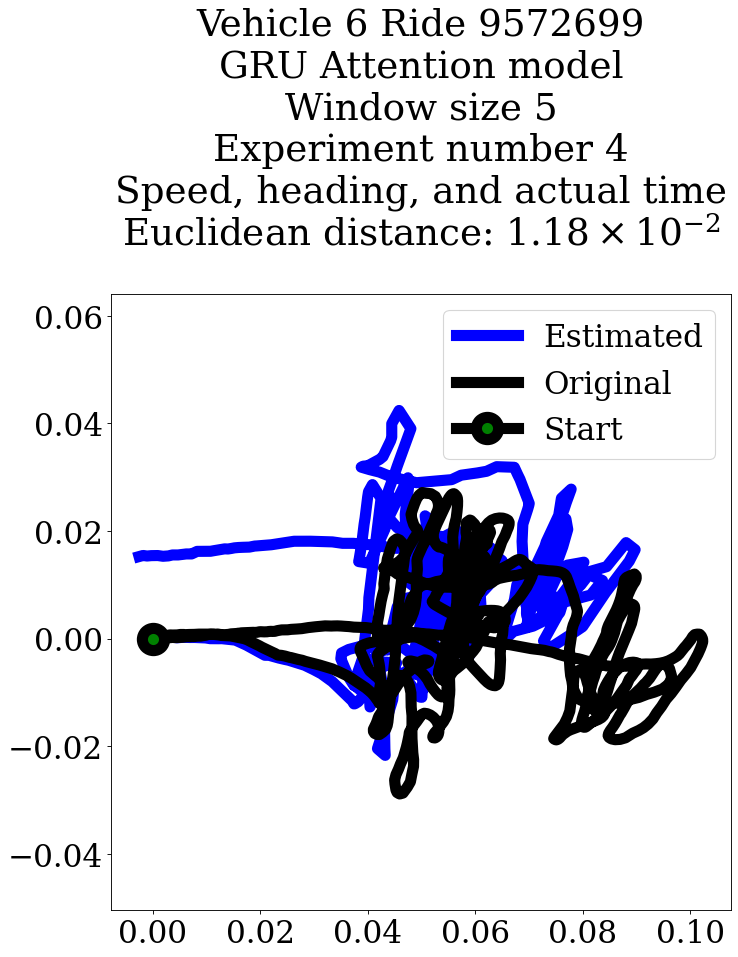 Vehicle 6 Ride 9572699
GRU Attention model
Window size 5
Experiment number 4
Speed, heading, and actual time
Euclidean distance: 1.18 × 10⁻²
Estimated
Original
Start
0.06
0.04
0.02
0.00
−0.02
−0.04
0.00 0.02 0.04 0.06 0.08 0.10